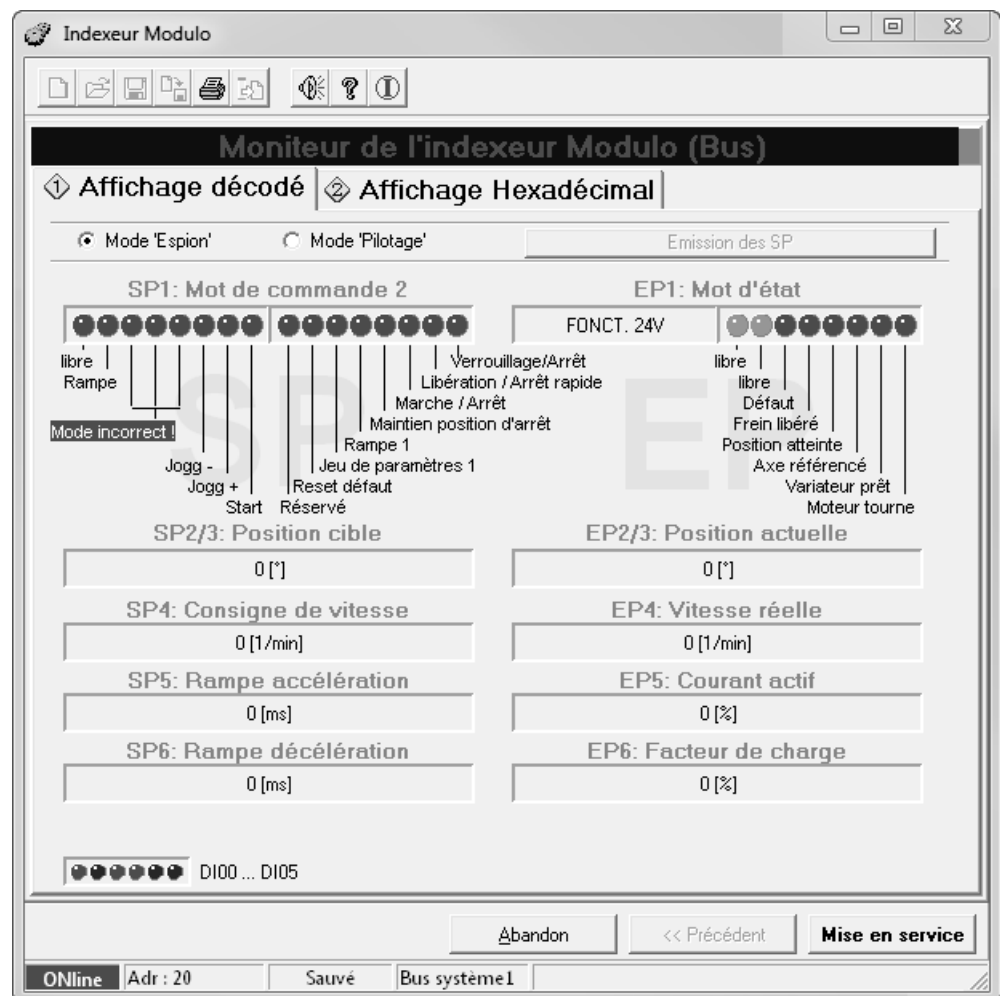 Indexeur Modulo
Moniteur de l'indexeur Modulo (Bus)
1 Affichage décodé
2 Affichage Hexadécimal
Mode 'Espion'
Mode 'Pilotage'
Emission des SP
SP1: Mot de commande 2
EP1: Mot d'état
FONCT. 24V
SP
EP
libre
Rampe
Mode incorrect !
Jogg -
Jogg +
Start
Verrouillage/Arrêt
Libération / Arrêt rapide
Marche / Arrêt
Maintien position d'arrêt
Rampe 1
Jeu de paramètres 1
Reset défaut
Réservé
libre
libre
Défaut
Frein libéré
Position atteinte
Axe référencé
Variateur prêt
Moteur tourne
SP2/3: Position cible
EP2/3: Position actuelle
0 [°]
0 [°]
SP4: Consigne de vitesse
EP4: Vitesse réelle
0 [1/min]
0 [1/min]
SP5: Rampe accélération
EP5: Courant actif
0 [ms]
0 [%]
SP6: Rampe décélération
EP6: Facteur de charge
0 [ms]
0 [%]
DI00 ... DI05
Abandon
<< Précédent
Mise en service
ONline
Adr : 20
Sauvé
Bus système1